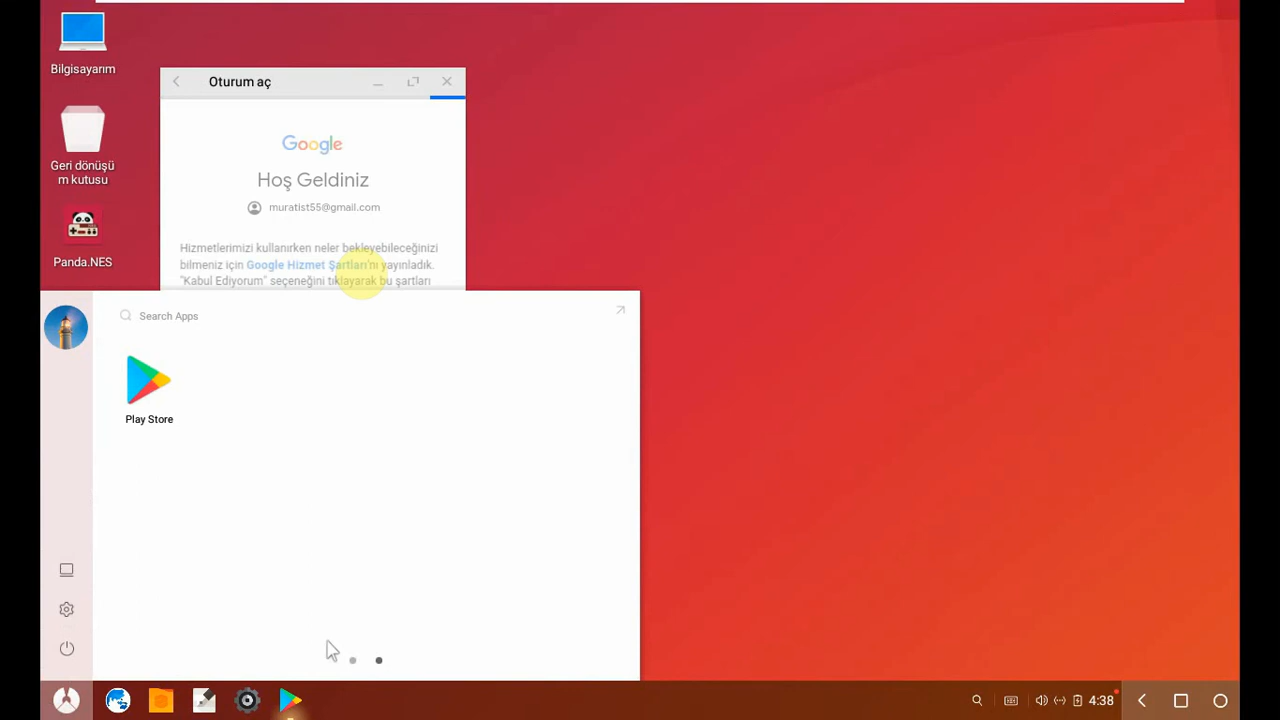 Bilgisayarım
Geri dönüşü
m kutusu
Panda.NES
Oturum aç
Google
Hoş Geldiniz
muratist55@gmail.com
Hizmetlerimizi kullanırken neler bekleyebileceğinizi
bilmeniz için Google Hizmet Şartları'nı yayınladık.
"Kabul Ediyorum" seçeneğini tıklayarak bu şartları
Search Apps
Play Store
4:38